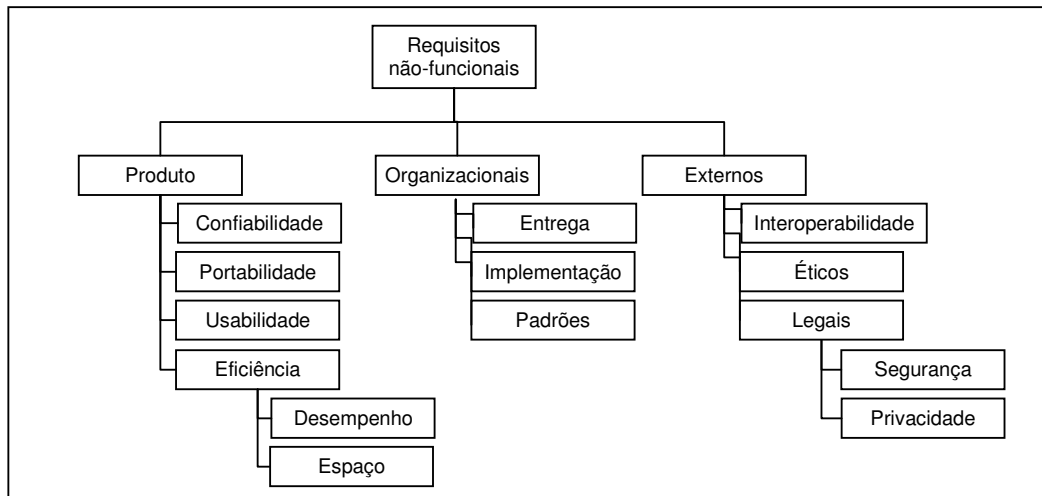 Requisitos
não-funcionais
Produto
Organizacionais
Externos
Confiabilidade
Portabilidade
Usabilidade
Eficiência
Desempenho
Espaço
Entrega
Implementação
Padrões
Interoperabilidade
Éticos
Legais
Segurança
Privacidade